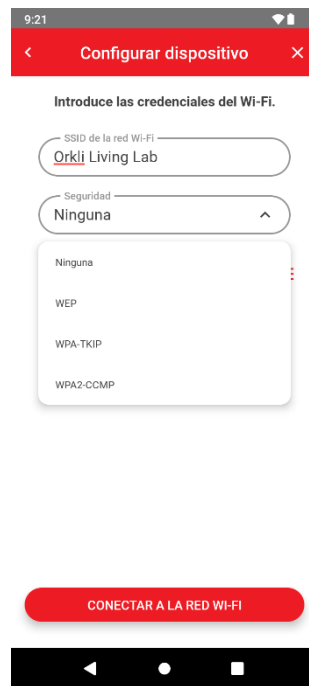 9:21
Configurar dispositivo
Introduce las credenciales del Wi-Fi.
SSID de la red Wi-Fi
Orkli Living Lab
Seguridad
Ninguna
Ninguna
WEP
WPA-TKIP
WPA2-CCMP
CONECTAR A LA RED WI-FI